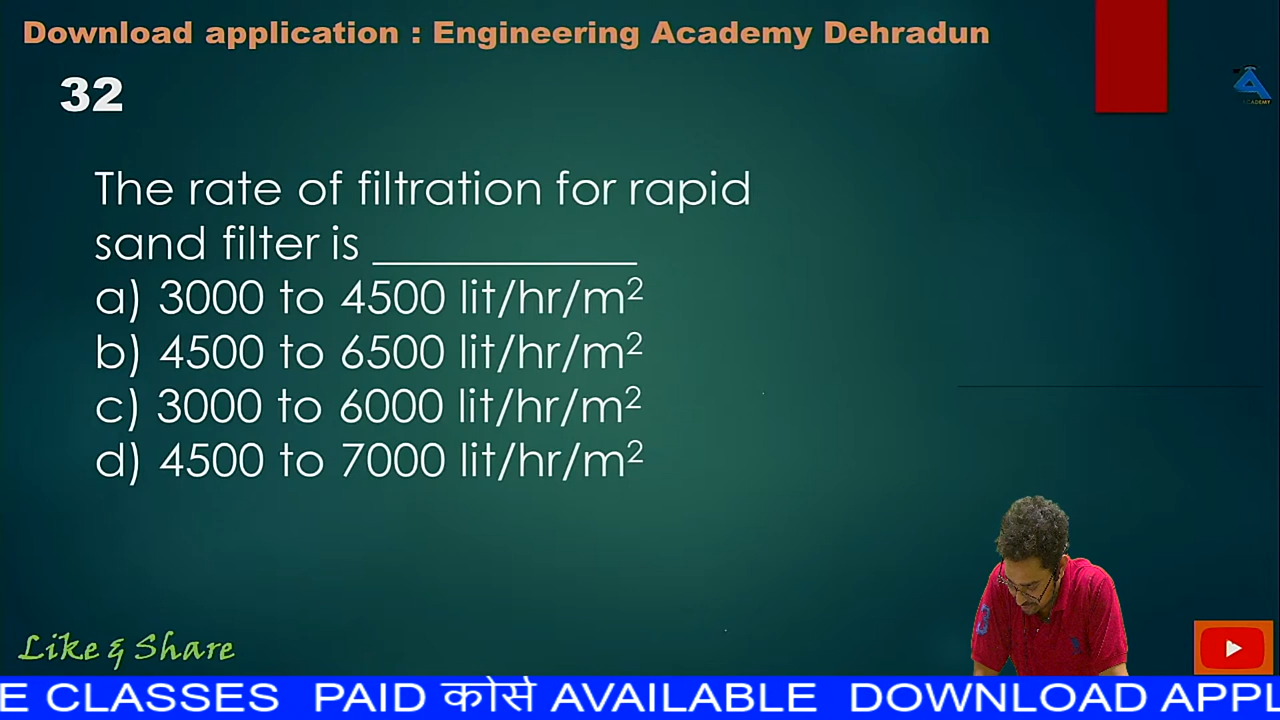 Download application : Engineering Academy Dehradun
32
The rate of filtration for rapid
sand filter is ____________
a) 3000 to 4500 lit/hr/m²
b) 4500 to 6500 lit/hr/m²
c) 3000 to 6000 lit/hr/m²
d) 4500 to 7000 lit/hr/m²
Like & Share
E CLASSES PAID कोर्स AVAILABLE DOWNLOAD APPL
ACADEMY